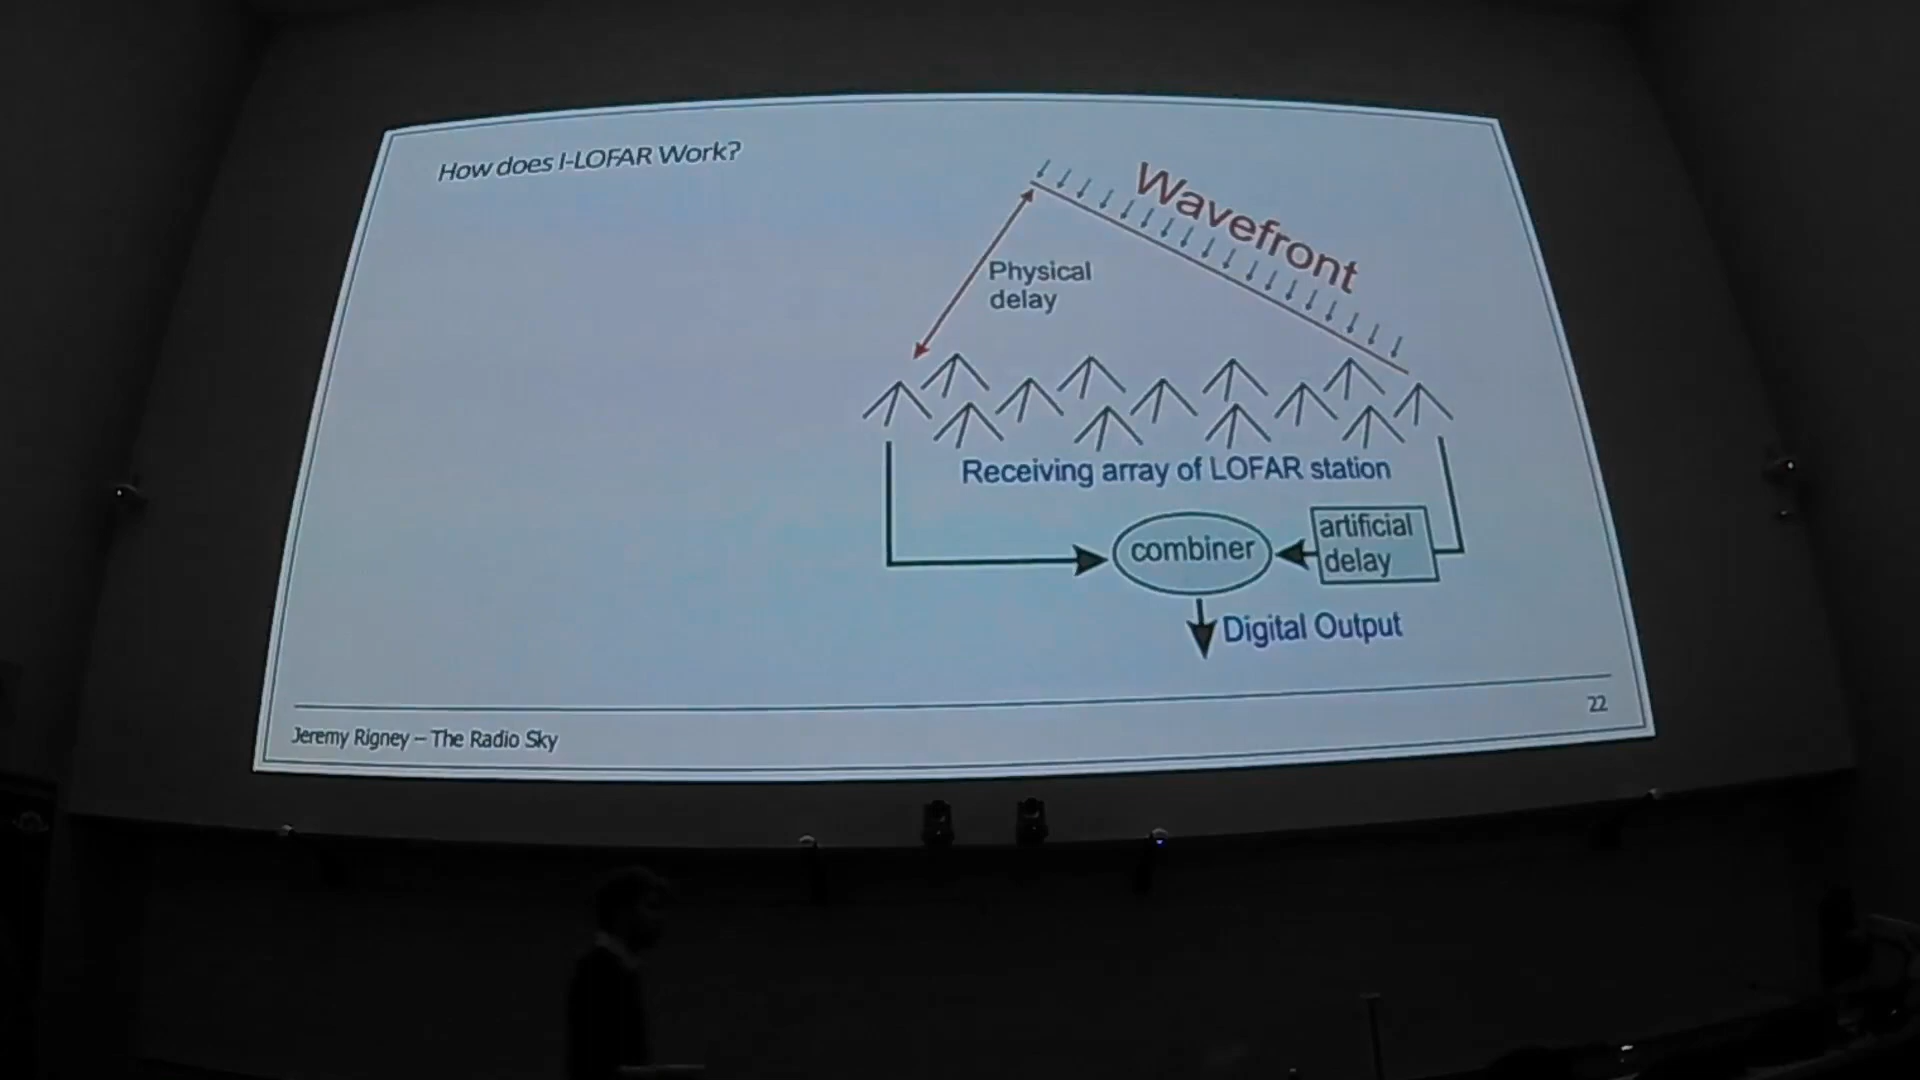 How does I-LOFAR Work?
Wavefront
Physical
delay
Receiving array of LOFAR station
artificial
delay
combiner
Digital Output
22
Jeremy Rigney – The Radio Sky